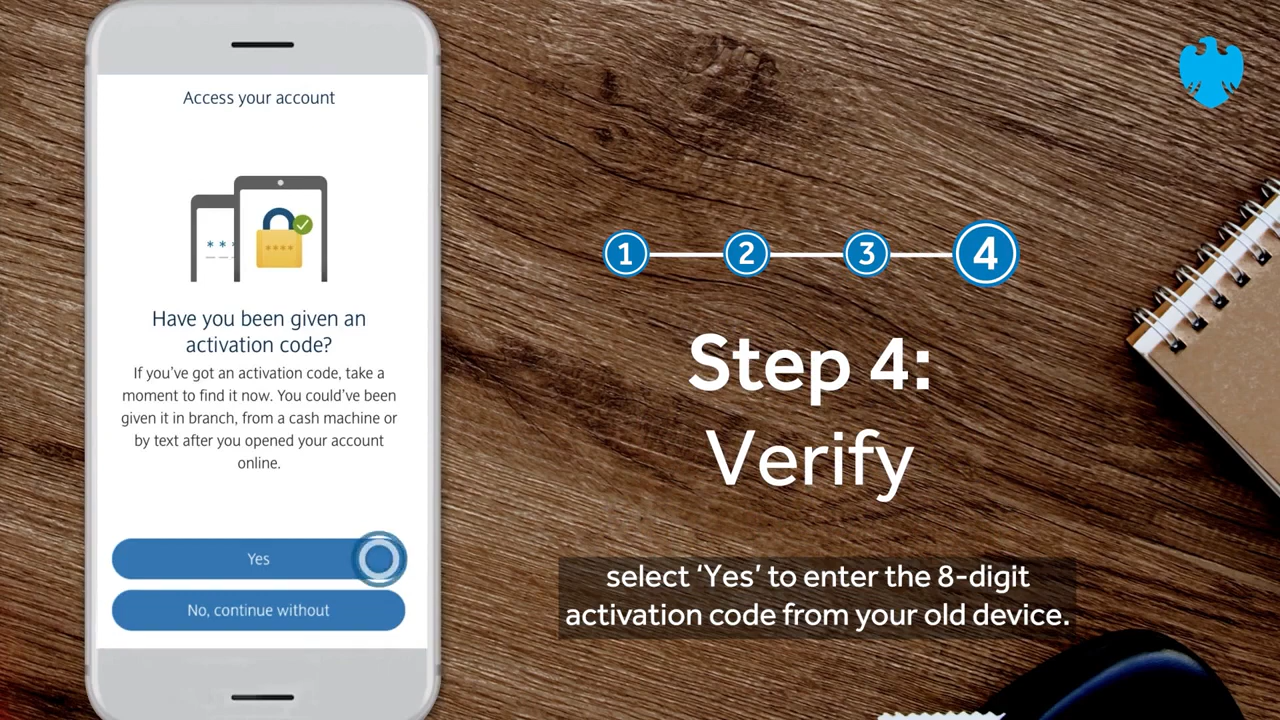 Access your account
* * *
* * * *
Have you been given an
activation code?
If you’ve got an activation code, take a
moment to find it now. You could’ve been
given it in branch, from a cash machine or
by text after you opened your account
online.
Yes
No, continue without
1 2 3 4
Step 4:
Verify
select ‘Yes’ to enter the 8-digit
activation code from your old device.